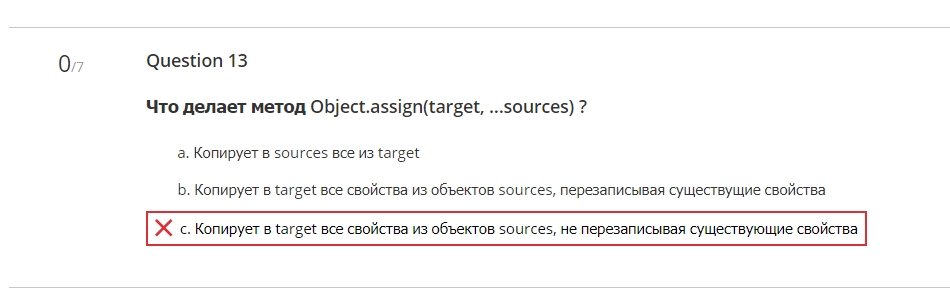 0/7
Question 13
Что делает метод Object.assign(target, ...sources) ?
a. Копирует в sources все из target
b. Копирует в target все свойства из объектов sources, перезаписывая существущие свойства
c. Копирует в target все свойства из объектов sources, не перезаписывая существующие свойства